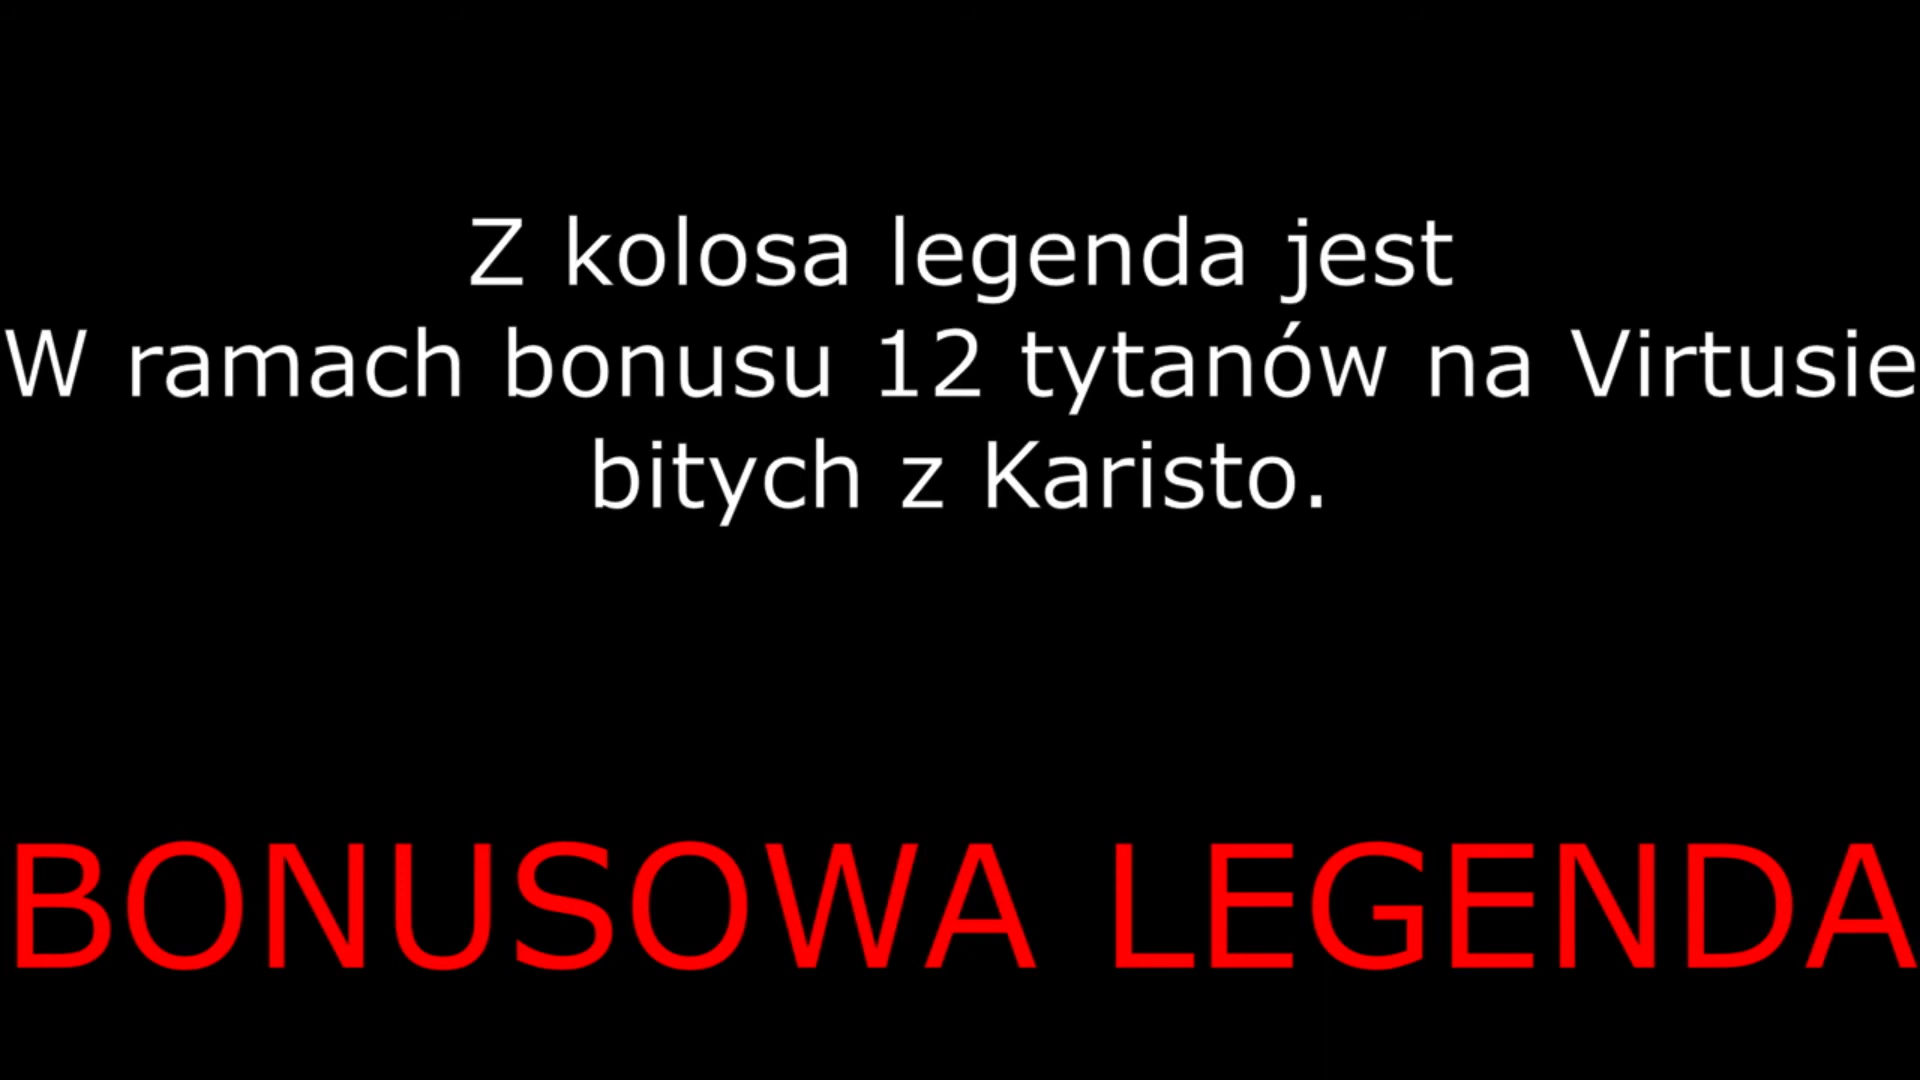 Z kolosa legenda jest
W ramach bonusu 12 tytanów na Virtusie
bitych z Karisto.
BONUSOWA LEGENDA